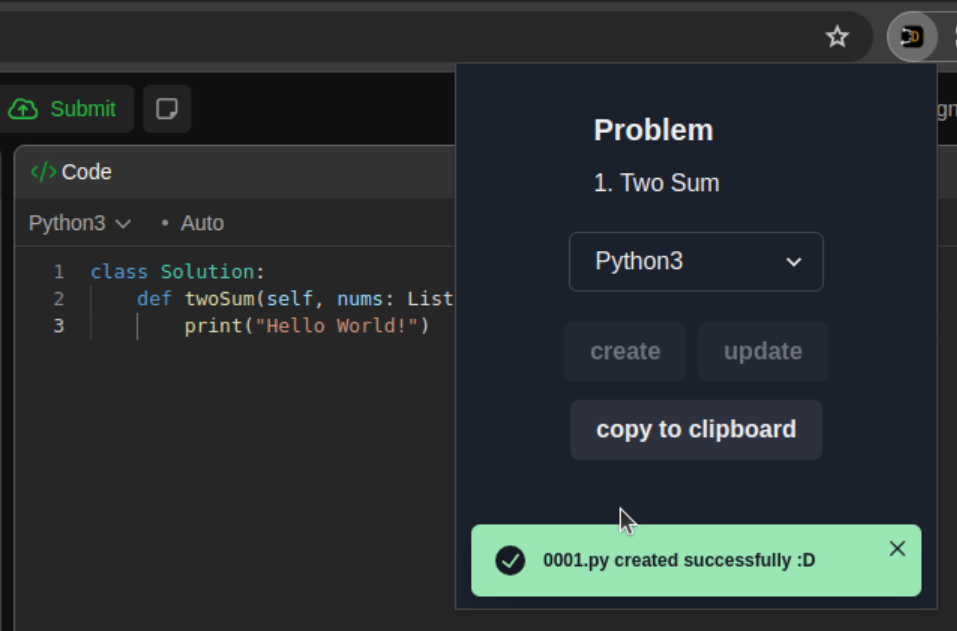 Submit
</> Code
Python3 • Auto
1 class Solution:
2 def twoSum(self, nums: List
3 print("Hello World!")
Problem
1. Two Sum
Python3
create update
copy to clipboard
0001.py created successfully :D